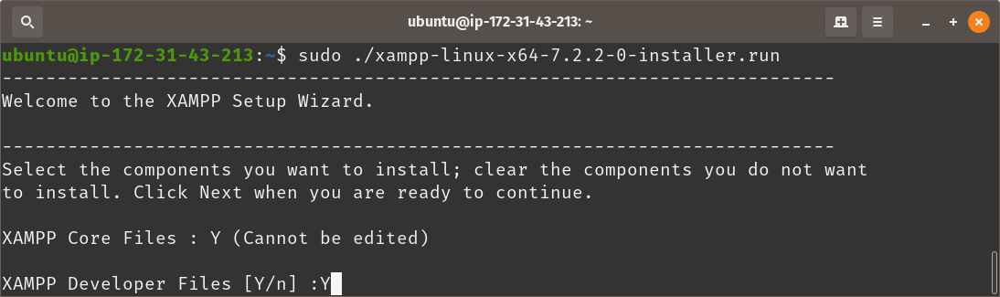 ubuntu@ip-172-31-43-213: ~
ubuntu@ip-172-31-43-213:~$ sudo ./xampp-linux-x64-7.2.2-0-installer.run
----------------------------------------------------------------------------
Welcome to the XAMPP Setup Wizard.
----------------------------------------------------------------------------
Select the components you want to install; clear the components you do not want
to install. Click Next when you are ready to continue.
XAMPP Core Files : Y (Cannot be edited)
XAMPP Developer Files [Y/n] :Y